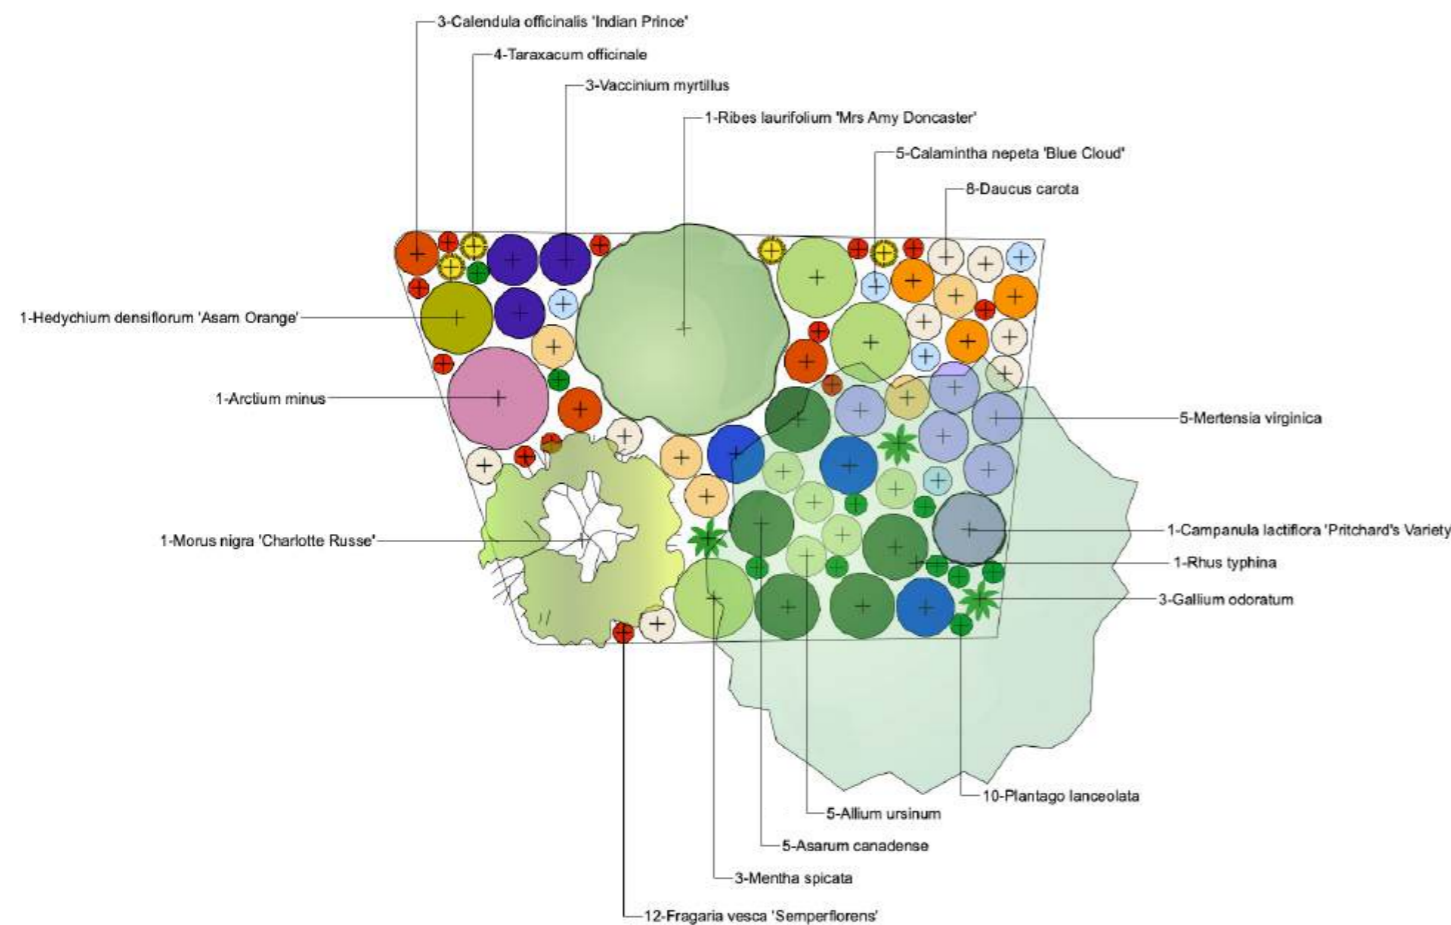 3-Calendula officinalis 'Indian Prince'
4-Taraxacum officinale
3-Vaccinium myrtillus
1-Ribes laurifolium 'Mrs Amy Doncaster'
5-Calamintha nepeta 'Blue Cloud'
8-Daucus carota
1-Hedychium densiflorum 'Asam Orange'
1-Arctium minus
5-Mertensia virginica
1-Campanula lactiflora 'Pritchard's Variety
1-Morus nigra 'Charlotte Russe'
1-Rhus typhina
3-Gallium odoratum
10-Plantago lanceolata
5-Allium ursinum
5-Asarum canadense
3-Mentha spicata
12-Fragaria vesca 'Semperflorens'